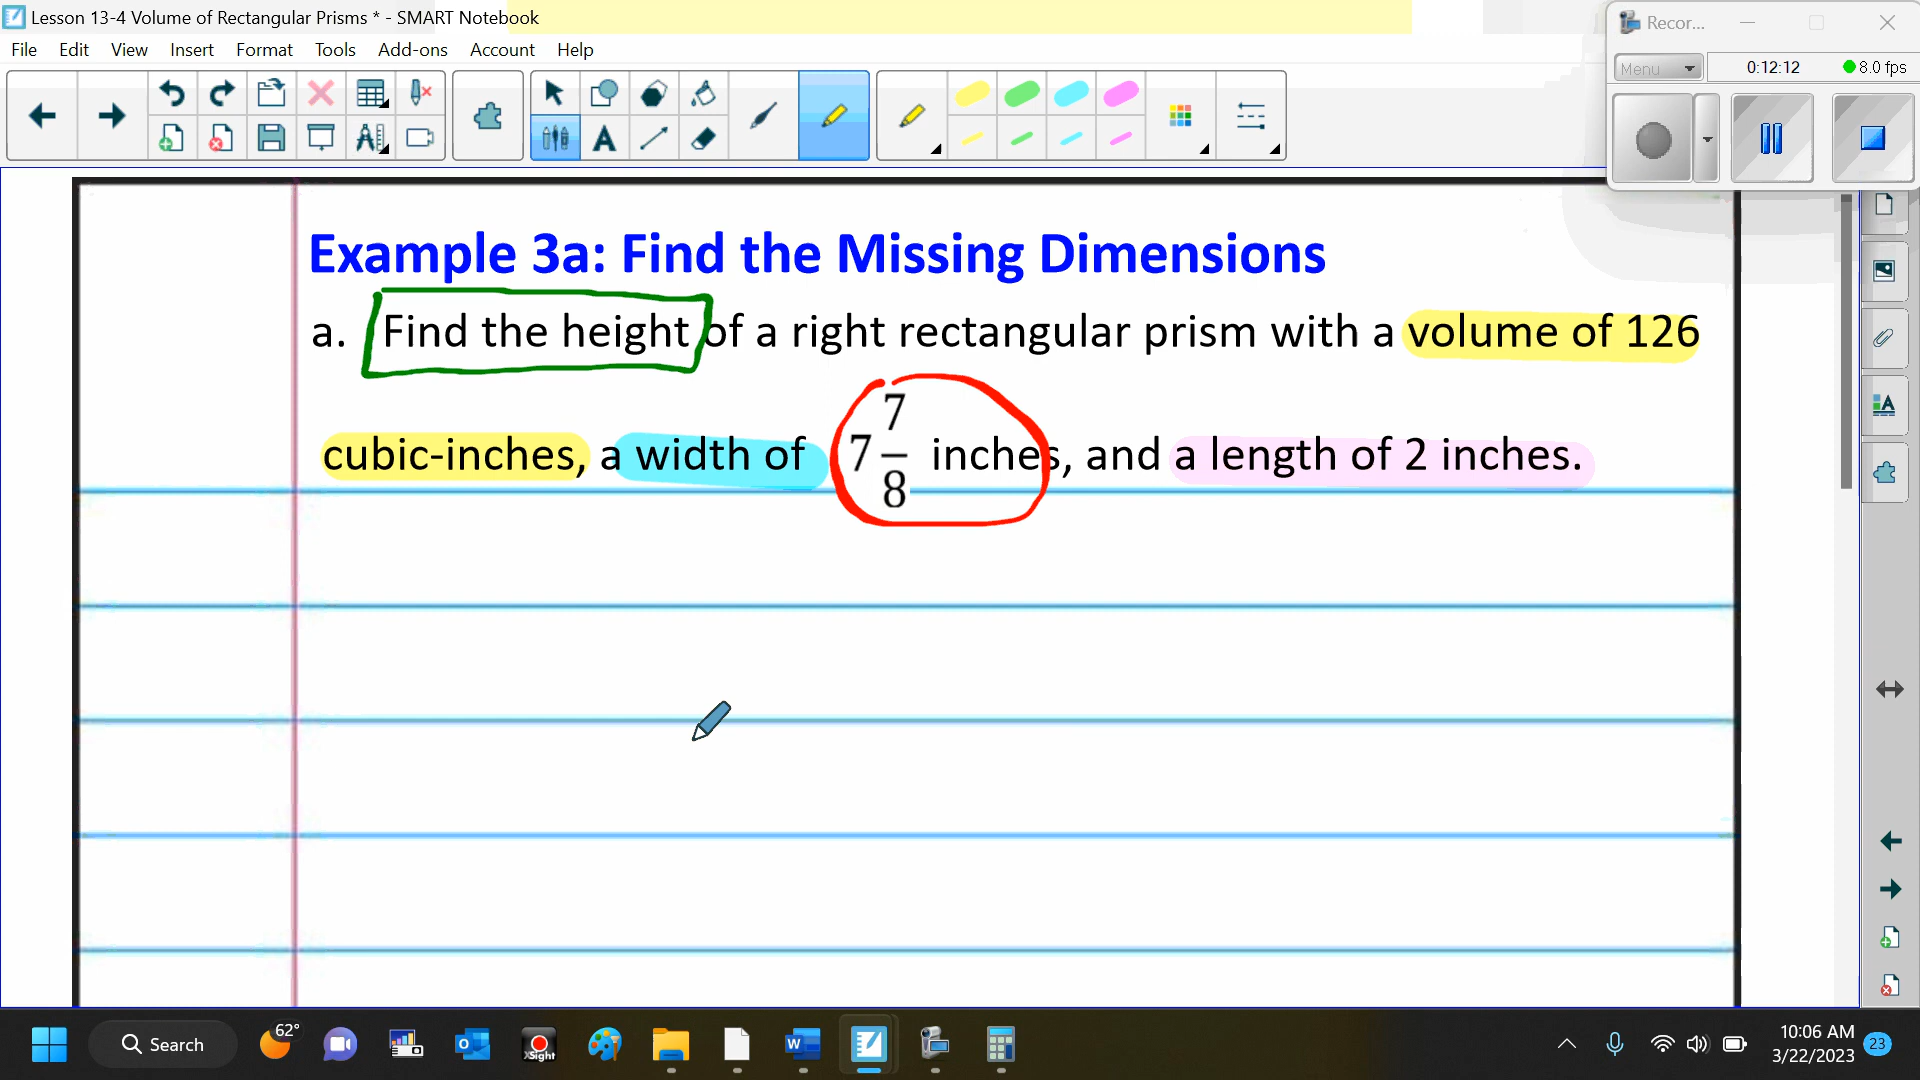 Lesson 13-4 Volume of Rectangular Prisms * - SMART Notebook
File Edit View Insert Format Tools Add-ons Account Help
Recor...
Menu 0:12:12 8.0 fps
A
Example 3a: Find the Missing Dimensions
a. Find the height of a right rectangular prism with a volume of 126
cubic-inches, a width of 7 7/8 inches, and a length of 2 inches.
A
62°
Search
XSight
10:06 AM
3/22/2023
23